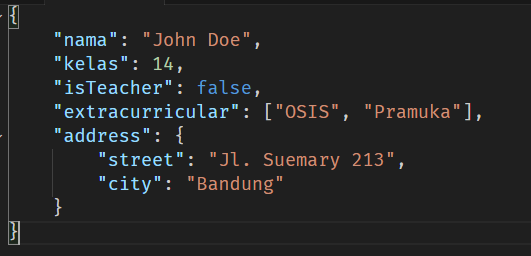 {
"nama": "John Doe",
"kelas": 14,
"isTeacher": false,
"extracurricular": ["OSIS", "Pramuka"],
"address": {
"street": "Jl. Suemary 213",
"city": "Bandung"
}
}